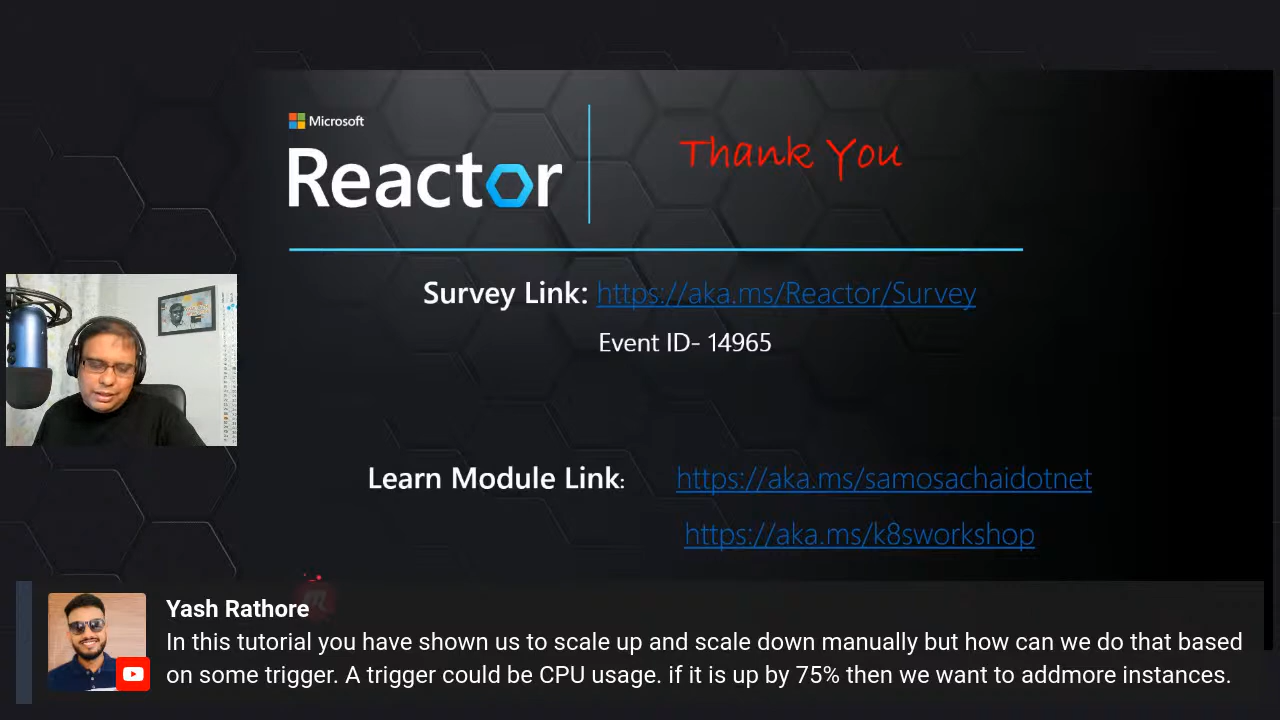 Microsoft
Reactor
Thank You
Survey Link: https://aka.ms/Reactor/Survey
Event ID- 14965
Learn Module Link: https://aka.ms/samosachaidotnet
https://aka.ms/k8sworkshop
Yash Rathore
In this tutorial you have shown us to scale up and scale down manually but how can we do that based
on some trigger. A trigger could be CPU usage. if it is up by 75% then we want to addmore instances.